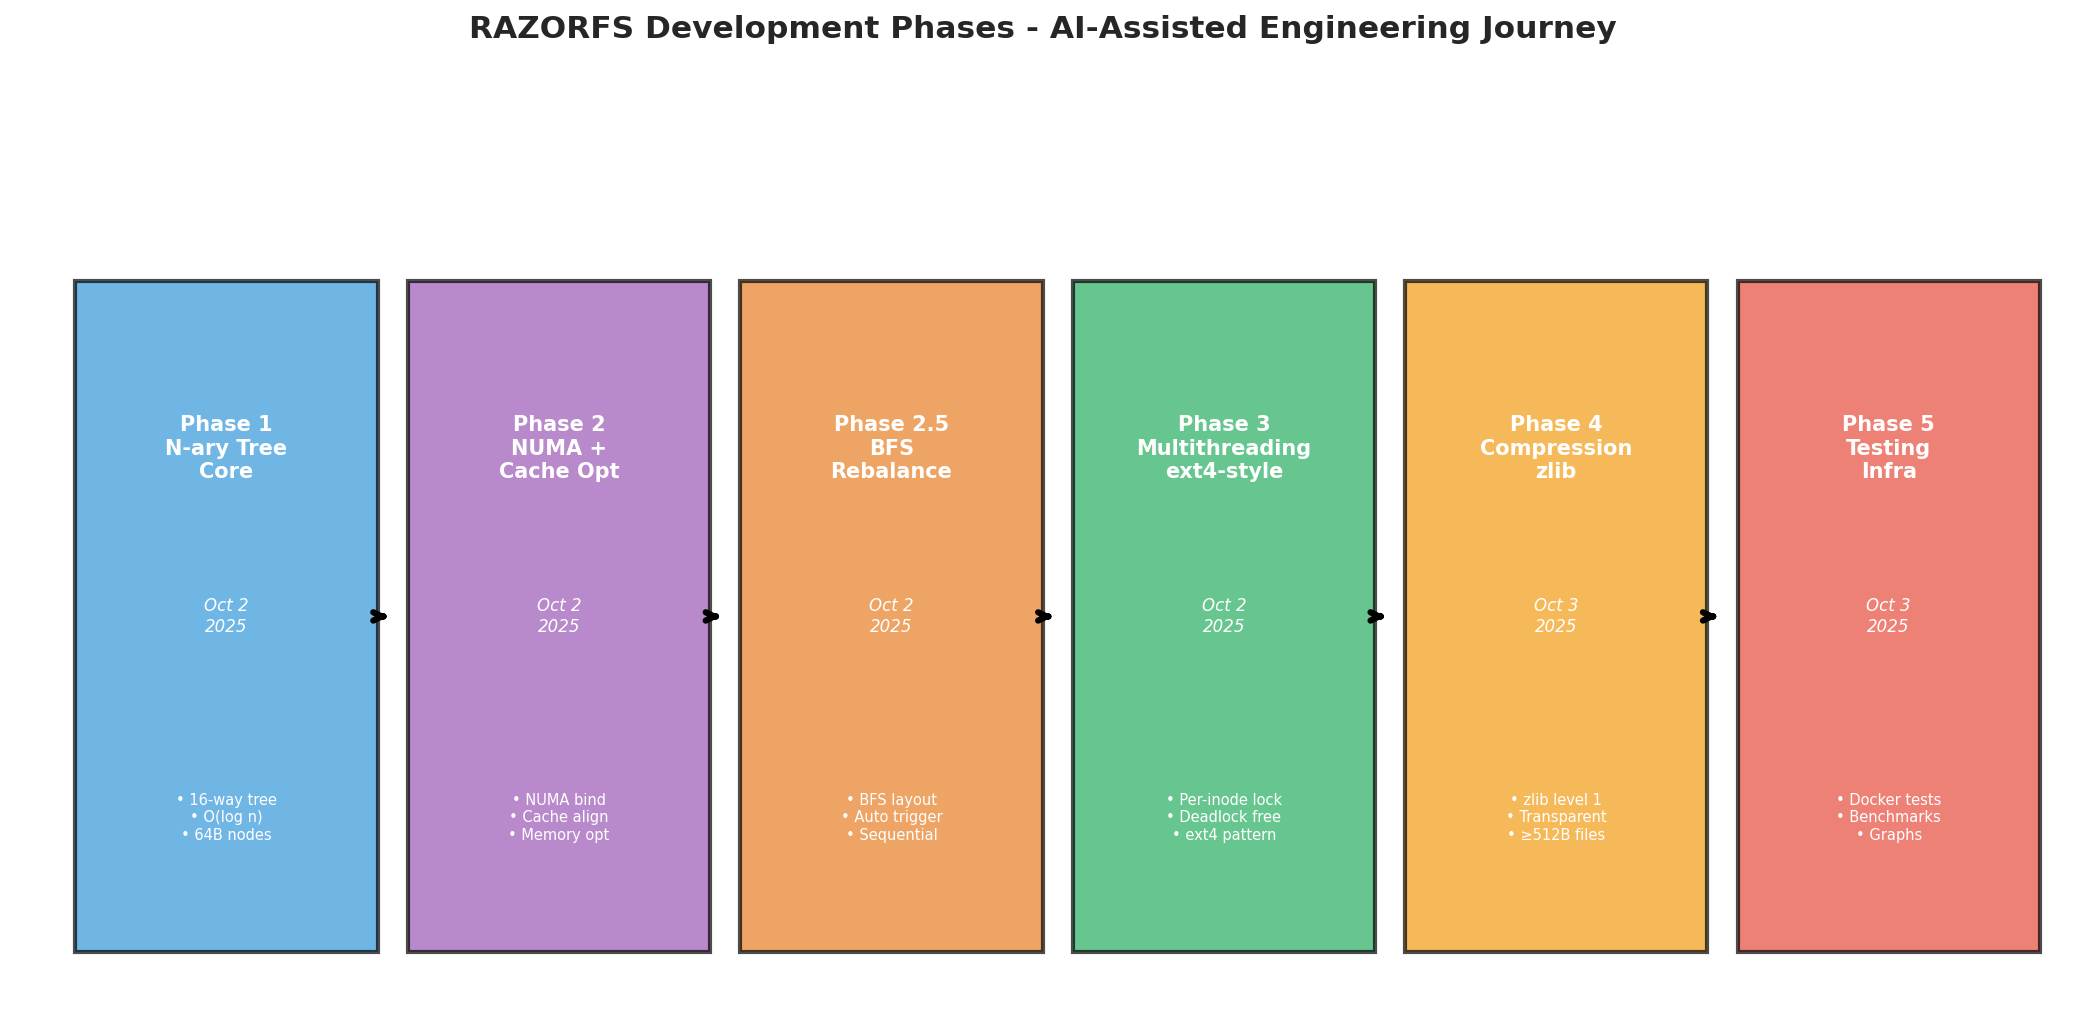 RAZORFS Development Phases - AI-Assisted Engineering Journey
Phase 1
N-ary Tree
Core
Oct 2
2025
• 16-way tree
• O(log n)
• 64B nodes
Phase 2
NUMA +
Cache Opt
Oct 2
2025
• NUMA bind
• Cache align
• Memory opt
Phase 2.5
BFS
Rebalance
Oct 2
2025
• BFS layout
• Auto trigger
• Sequential
Phase 3
Multithreading
ext4-style
Oct 2
2025
• Per-inode lock
• Deadlock free
• ext4 pattern
Phase 4
Compression
zlib
Oct 3
2025
• zlib level 1
• Transparent
• ≥512B files
Phase 5
Testing
Infra
Oct 3
2025
• Docker tests
• Benchmarks
• Graphs